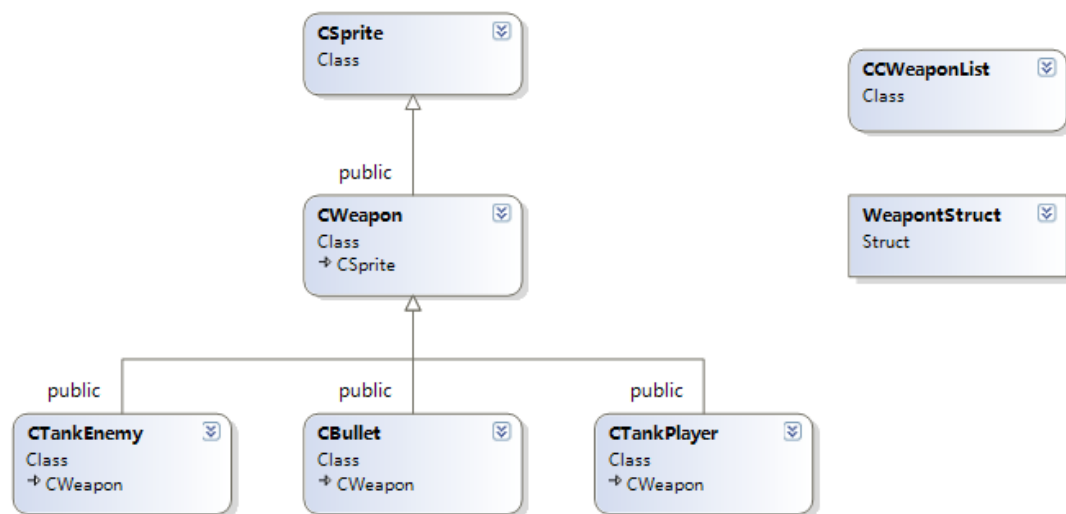 CSprite
Class
CCWeaponList
Class
public
CWeapon
Class
CSprite
WeapontStruct
Struct
public
public
public
CTankEnemy
Class
CWeapon
CBullet
Class
CWeapon
CTankPlayer
Class
CWeapon